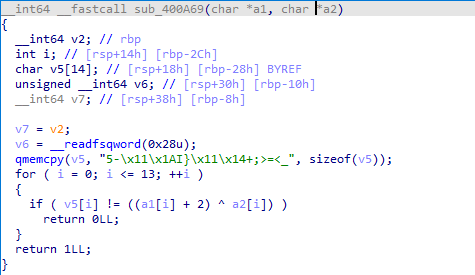 __int64 __fastcall sub_400A69(char *a1, char *a2)
{
  __int64 v2; // rbp
  int i; // [rsp+14h] [rbp-2Ch]
  char v5[14]; // [rsp+18h] [rbp-28h] BYREF
  unsigned __int64 v6; // [rsp+30h] [rbp-10h]
  __int64 v7; // [rsp+38h] [rbp-8h]

  v7 = v2;
  v6 = __readfsqword(0x28u);
  qmemcpy(v5, "5-\x11\x1AI}\x11\x14+;>=<_", sizeof(v5));
  for ( i = 0; i <= 13; ++i )
  {
    if ( v5[i] != ((a1[i] + 2) ^ a2[i]) )
      return 0LL;
  }
  return 1LL;
}